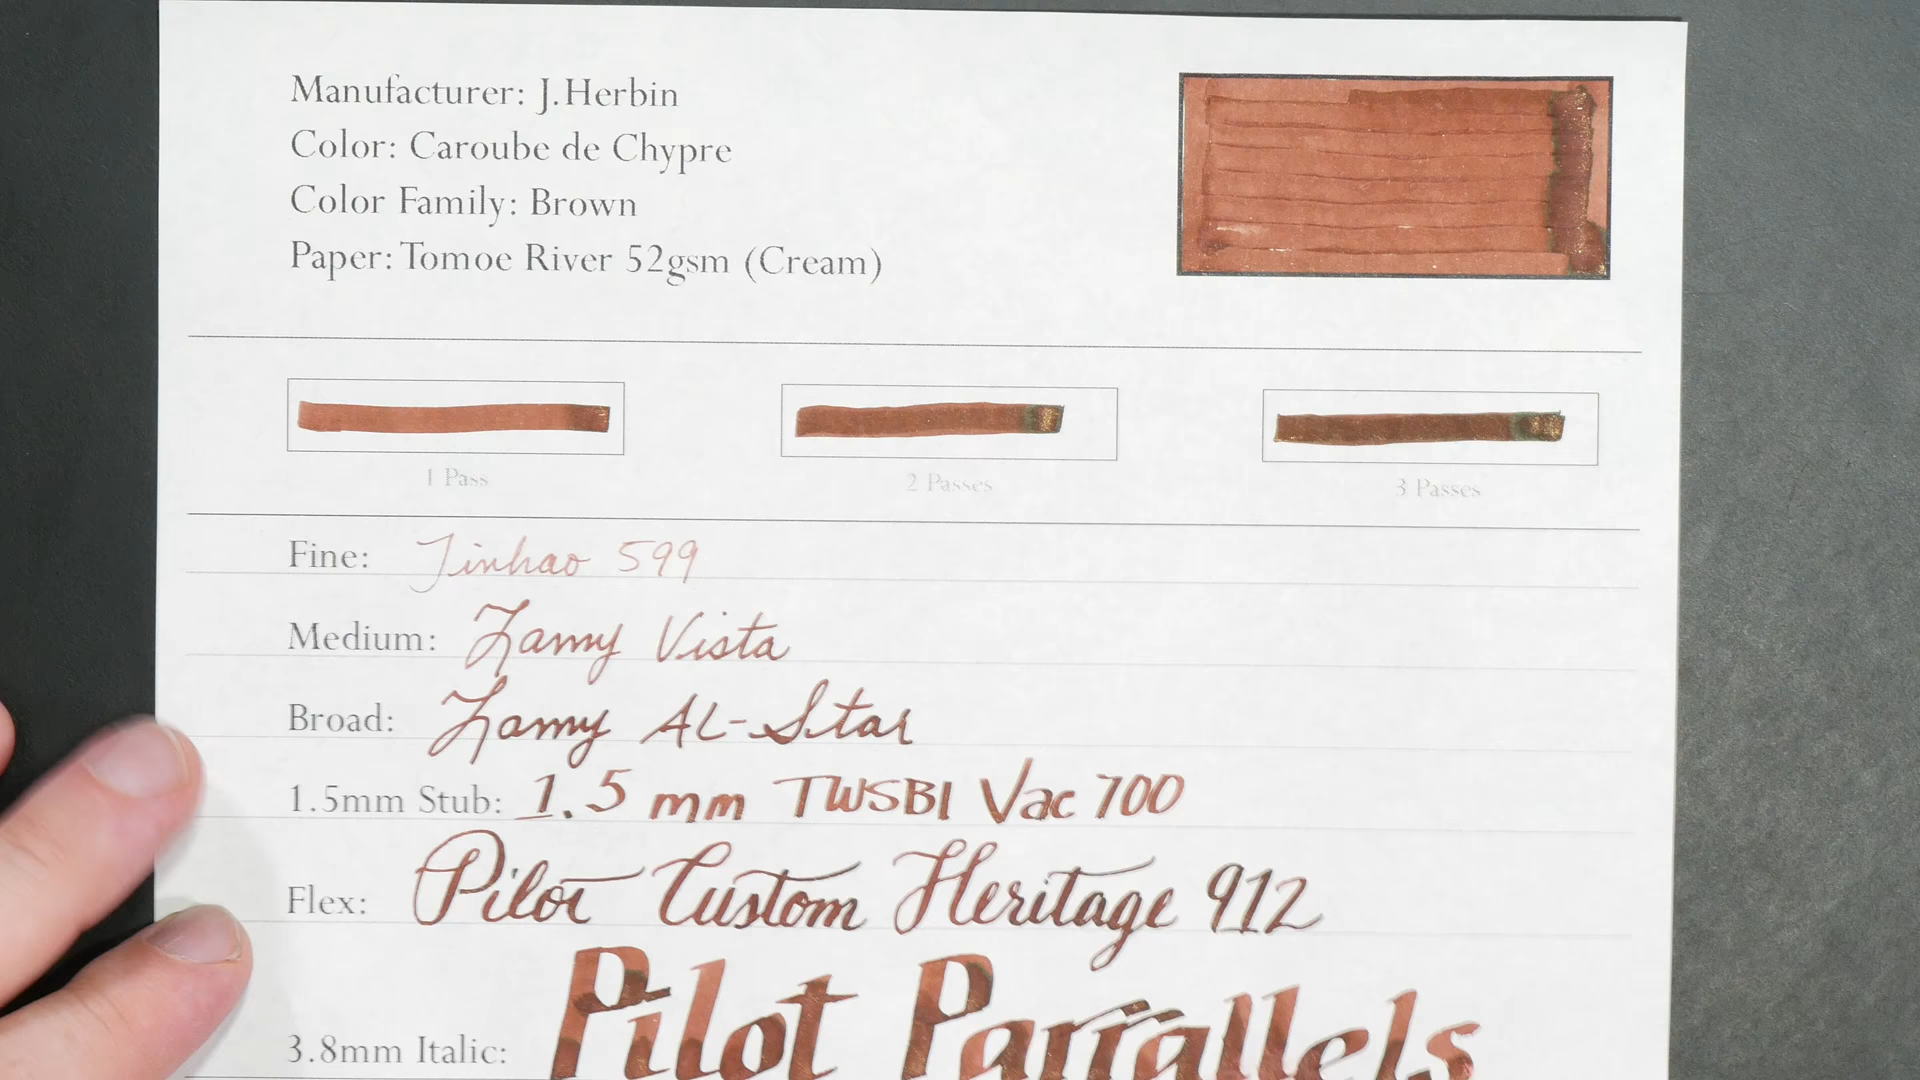 Manufacturer: J.Herbin
Color: Caroube de Chypre
Color Family: Brown
Paper: Tomoe River 52gsm (Cream)
1 Pass
2 Passes
3 Passes
Fine: Jinhao 599
Medium: Lamy Vista
Broad: Lamy AL-Star
1.5mm Stub: 1.5 mm TWSBI Vac 700
Flex: Pilot Custom Heritage 912
3.8mm Italic: Pilot Parrallels